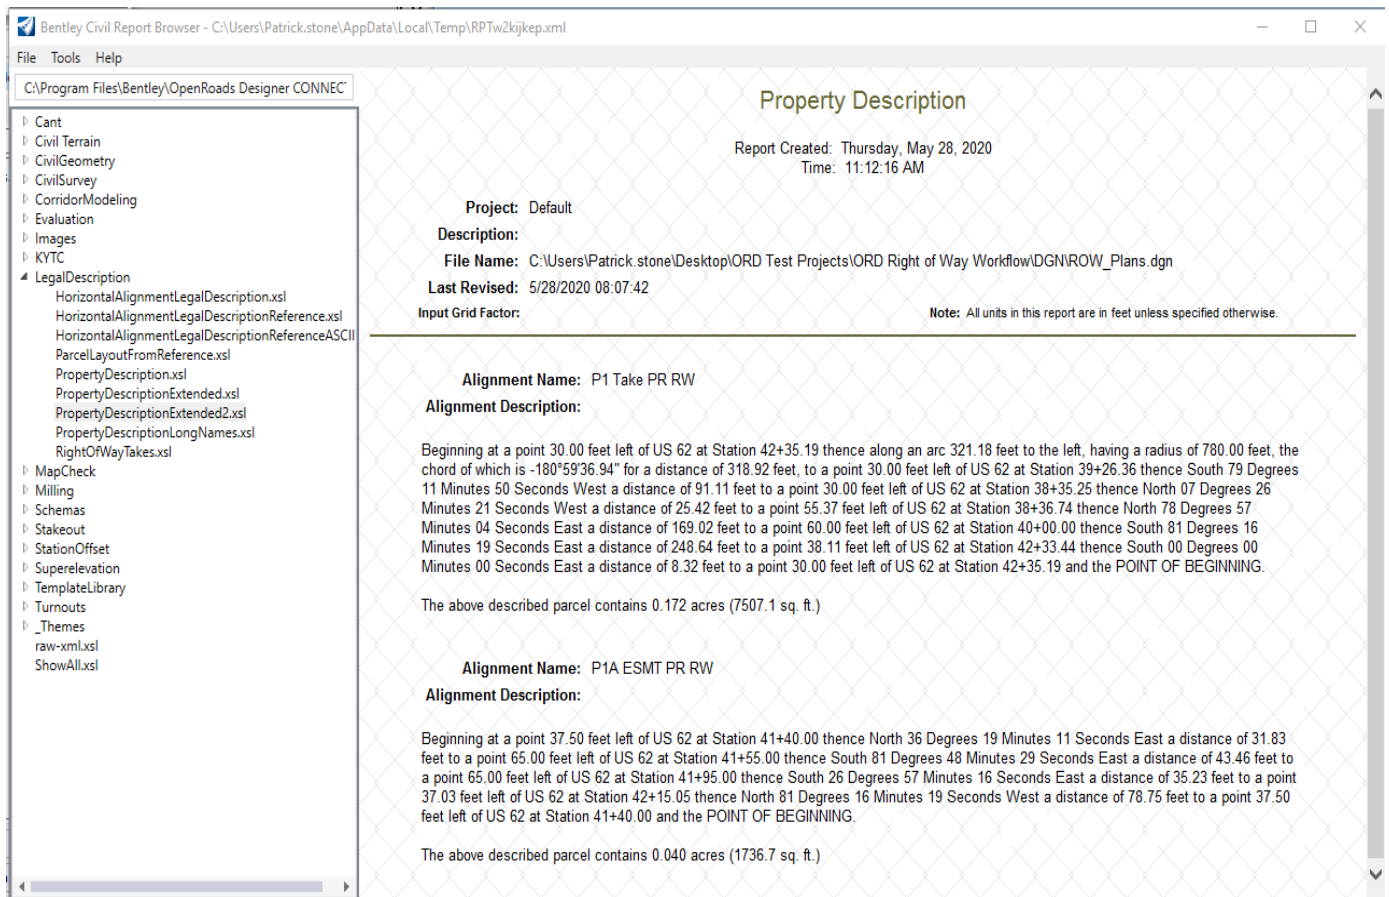 Bentley Civil Report Browser - C:\Users\Patrick.stone\AppData\Local\Temp\RPTw2kijkep.xml
File Tools Help
C:\Program Files\Bentley\OpenRoads Designer CONNEC
Cant
Civil Terrain
CivilGeometry
CivilSurvey
CorridorModeling
Evaluation
Images
KYTC
LegalDescription
HorizontalAlignmentLegalDescription.xsl
HorizontalAlignmentLegalDescriptionReference.xsl
HorizontalAlignmentLegalDescriptionReferenceASCII
ParcelLayoutFromReference.xsl
PropertyDescription.xsl
PropertyDescriptionExtended.xsl
PropertyDescriptionExtended2.xsl
PropertyDescriptionLongNames.xsl
RightOfWayTakes.xsl
MapCheck
Milling
Schemas
Stakeout
StationOffset
Superelevation
TemplateLibrary
Turnouts
_Themes
raw-xml.xsl
ShowAll.xsl
Property Description
Report Created: Thursday, May 28, 2020
Time: 11:12:16 AM
Project: Default
Description:
File Name: C:\Users\Patrick.stone\Desktop\ORD Test Projects\ORD Right of Way Workflow\DGN\ROW_Plans.dgn
Last Revised: 5/28/2020 08:07:42
Input Grid Factor: Note: All units in this report are in feet unless specified otherwise.
Alignment Name: P1 Take PR RW
Alignment Description:
Beginning at a point 30.00 feet left of US 62 at Station 42+35.19 thence along an arc 321.18 feet to the left, having a radius of 780.00 feet, the
chord of which is -180°59'36.94" for a distance of 318.92 feet, to a point 30.00 feet left of US 62 at Station 39+26.36 thence South 79 Degrees
11 Minutes 50 Seconds West a distance of 91.11 feet to a point 30.00 feet left of US 62 at Station 38+35.25 thence North 07 Degrees 26
Minutes 21 Seconds West a distance of 25.42 feet to a point 55.37 feet left of US 62 at Station 38+36.74 thence North 78 Degrees 57
Minutes 04 Seconds East a distance of 169.02 feet to a point 60.00 feet left of US 62 at Station 40+00.00 thence South 81 Degrees 16
Minutes 19 Seconds East a distance of 248.64 feet to a point 38.11 feet left of US 62 at Station 42+33.44 thence South 00 Degrees 00
Minutes 00 Seconds East a distance of 8.32 feet to a point 30.00 feet left of US 62 at Station 42+35.19 and the POINT OF BEGINNING.
The above described parcel contains 0.172 acres (7507.1 sq. ft.)
Alignment Name: P1A ESMT PR RW
Alignment Description:
Beginning at a point 37.50 feet left of US 62 at Station 41+40.00 thence North 36 Degrees 19 Minutes 11 Seconds East a distance of 31.83
feet to a point 65.00 feet left of US 62 at Station 41+55.00 thence South 81 Degrees 48 Minutes 29 Seconds East a distance of 43.46 feet to
a point 65.00 feet left of US 62 at Station 41+95.00 thence South 26 Degrees 57 Minutes 16 Seconds East a distance of 35.23 feet to a point
37.03 feet left of US 62 at Station 42+15.05 thence North 81 Degrees 16 Minutes 19 Seconds West a distance of 78.75 feet to a point 37.50
feet left of US 62 at Station 41+40.00 and the POINT OF BEGINNING.
The above described parcel contains 0.040 acres (1736.7 sq. ft.)